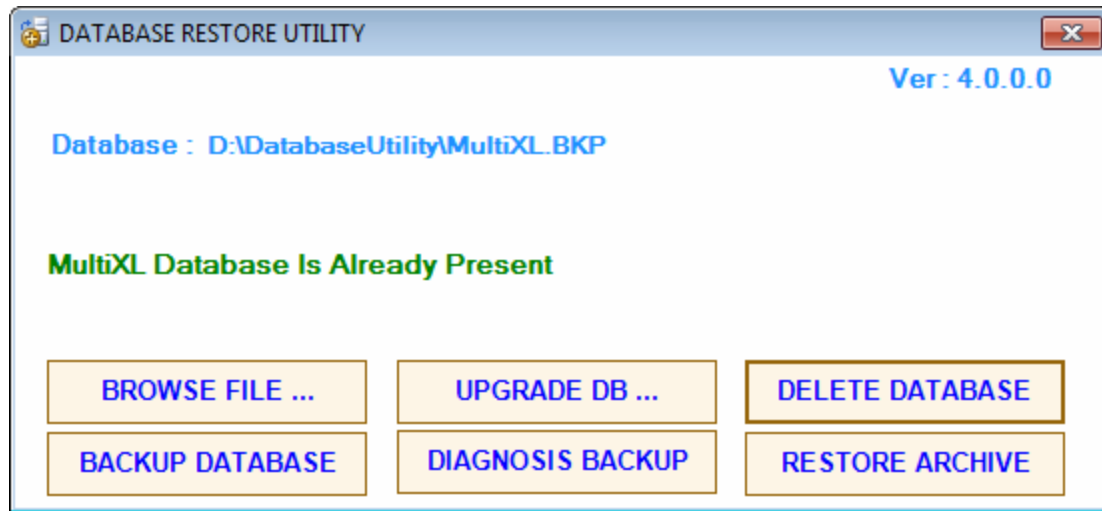 DATABASE RESTORE UTILITY
Ver : 4.0.0.0
Database : D:\DatabaseUtility\MultiXL.BKP
MultiXL Database Is Already Present
BROWSE FILE ... UPGRADE DB ... DELETE DATABASE
BACKUP DATABASE DIAGNOSIS BACKUP RESTORE ARCHIVE